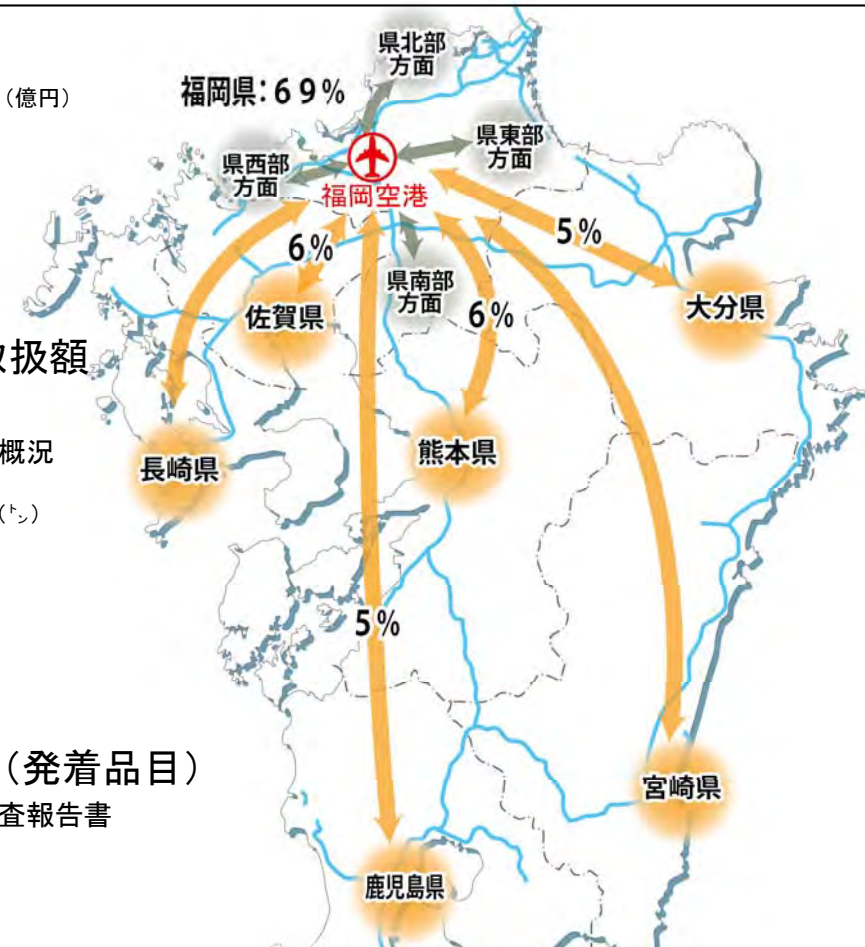 県北部
方面
（億円）
福岡県：６９％
県東部
方面
県西部
方面
福岡空港
5％
6％
県南部
方面
大分県
佐賀県
6％
扱額
概況
長崎県
熊本県
（㌧）
5％
（発着品目）
査報告書
宮崎県
鹿児島県